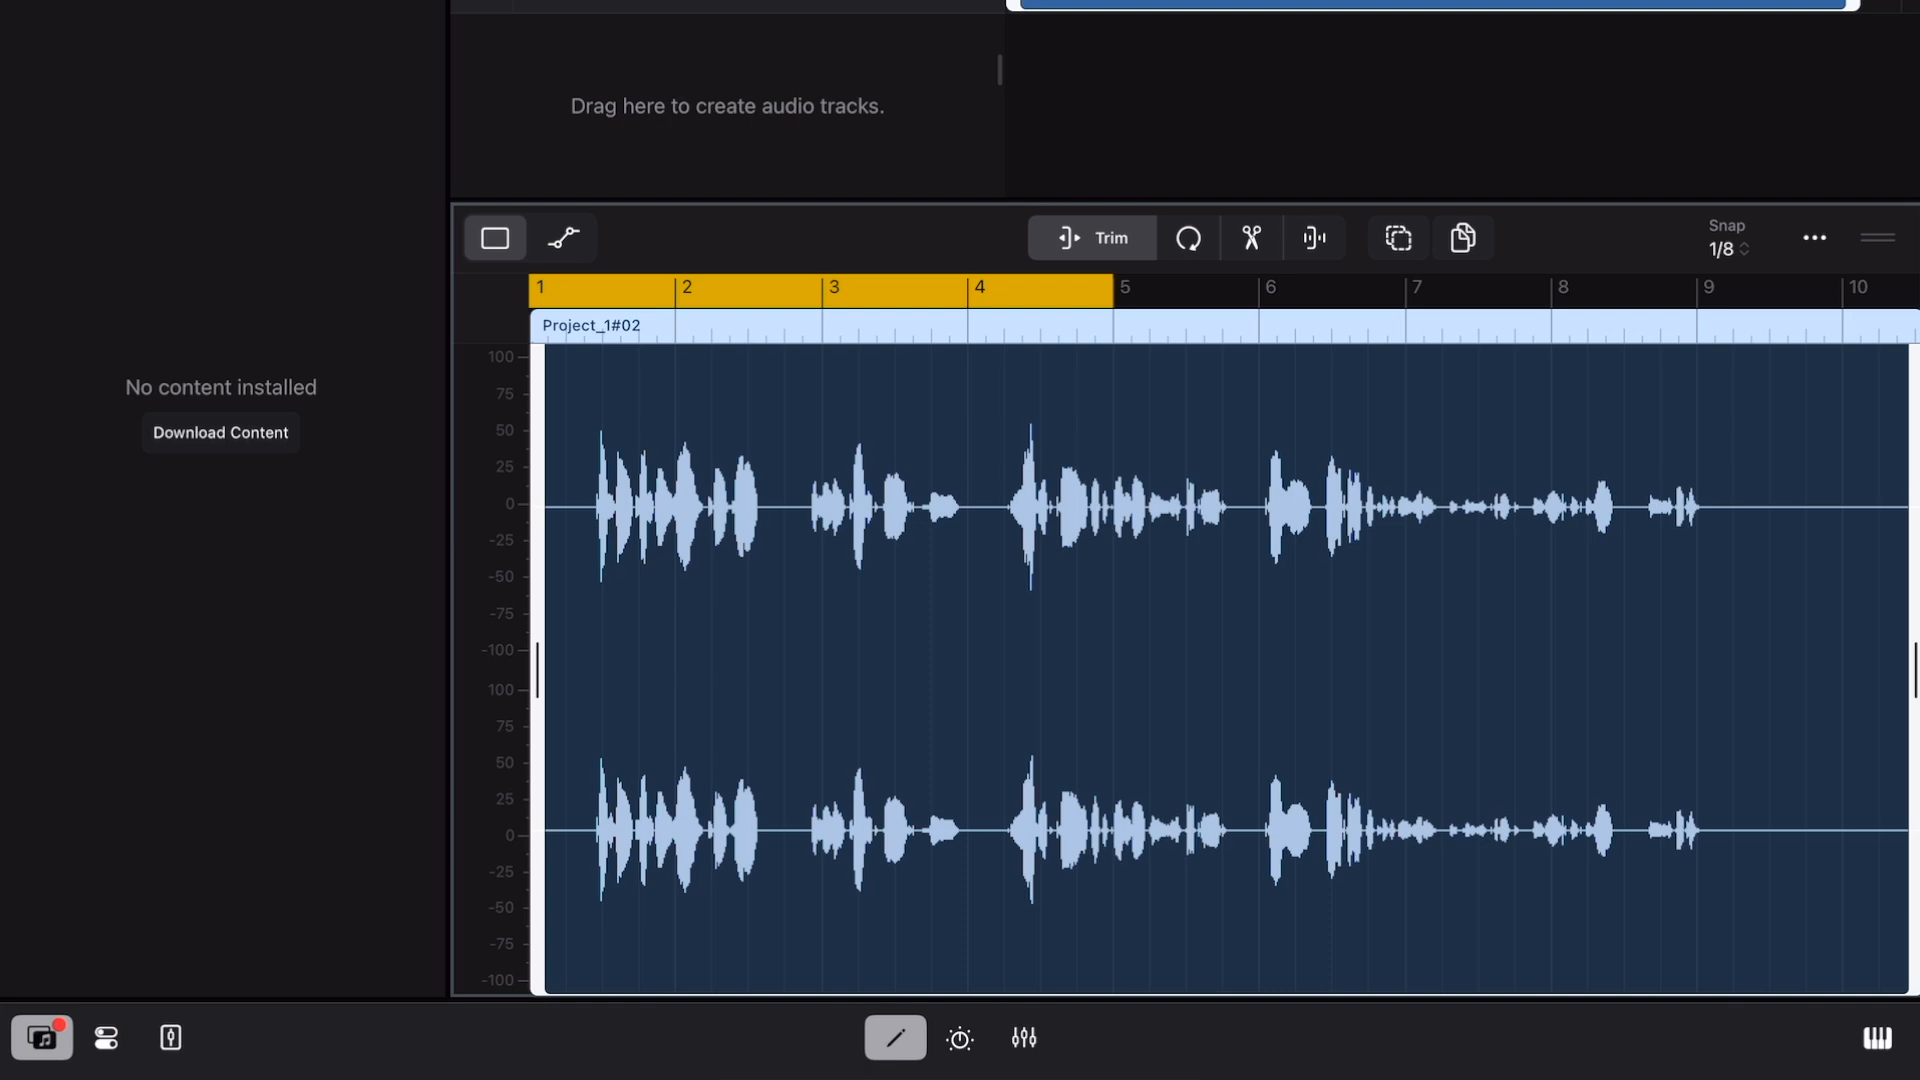 Drag here to create audio tracks.
Trim
Snap
1/8
1 2 3 4 5 6 7 8 9 10
Project_1#02
100
75
50
25
0
-25
-50
-75
-100
100
75
50
25
0
-25
-50
-75
-100
No content installed
Download Content